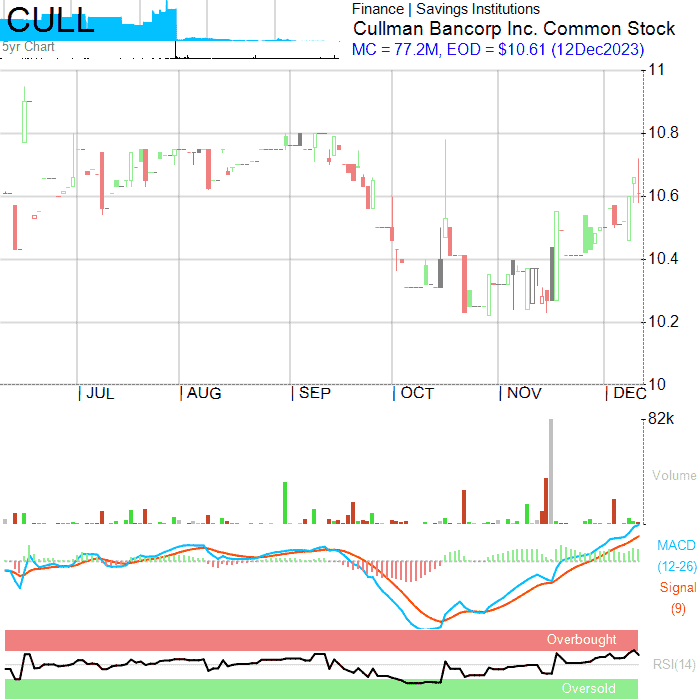 CULL
5yr Chart
Finance | Savings Institutions
Cullman Bancorp Inc. Common Stock
MC = 77.2M, EOD = $10.61 (12Dec2023)
11
10.8
10.6
10.4
10.2
10
| JUL | AUG | SEP | OCT | NOV | DEC
82k
Volume
MACD
(12-26)
Signal
(9)
Overbought
RSI(14)
Oversold